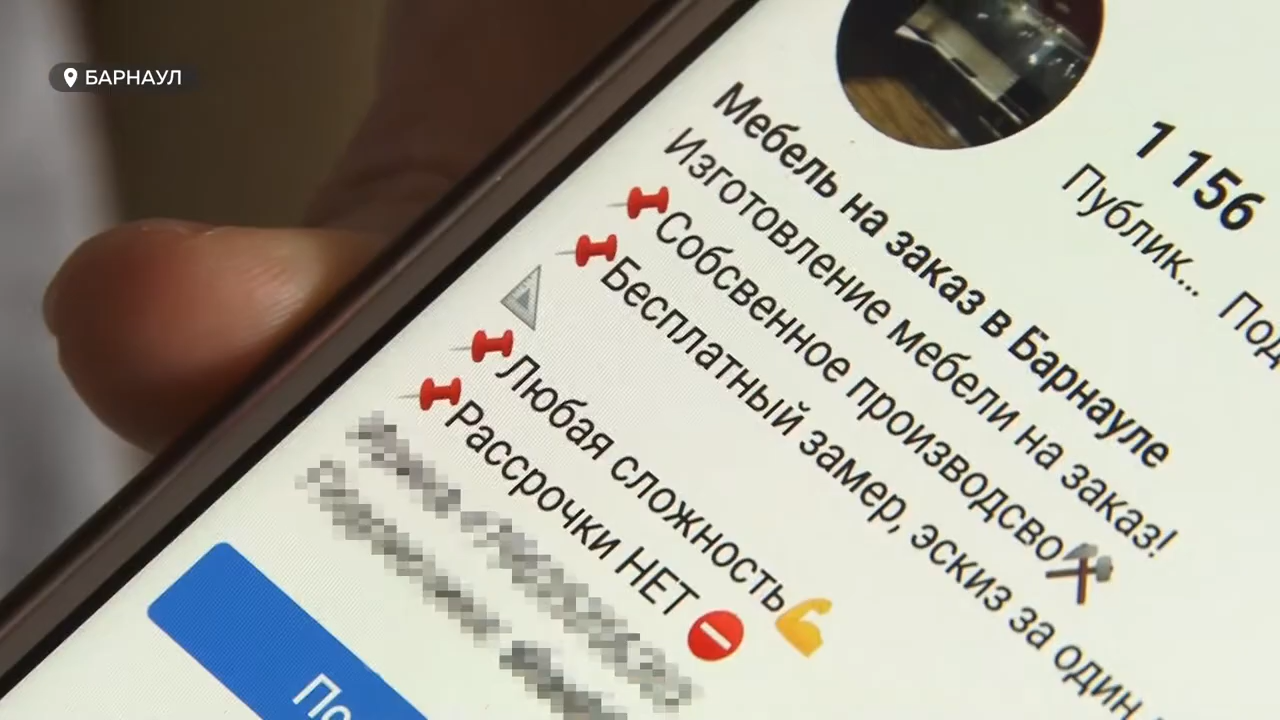 БАРНАУЛ
1 156
Публик...
Под
Мебель на заказ в Барнауле
Изготовление мебели на заказ!
📌Собсвенное производсво⚒
📌Бесплатный замер, эскиз за один
📐
📌Любая сложность💪
📌Рассрочки НЕТ⛔
По